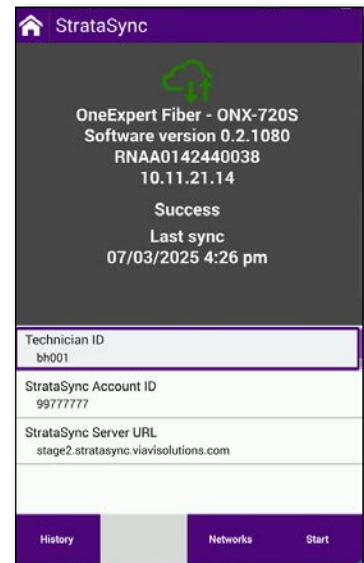 StrataSync
OneExpert Fiber - ONX-720S
Software version 0.2.1080
RNAA0142440038
10.11.21.14
Success
Last sync
07/03/2025 4:26 pm
Technician ID
bh001
StrataSync Account ID
99777777
StrataSync Server URL
stage2.stratasync.viavisolutions.com
History
Networks
Start